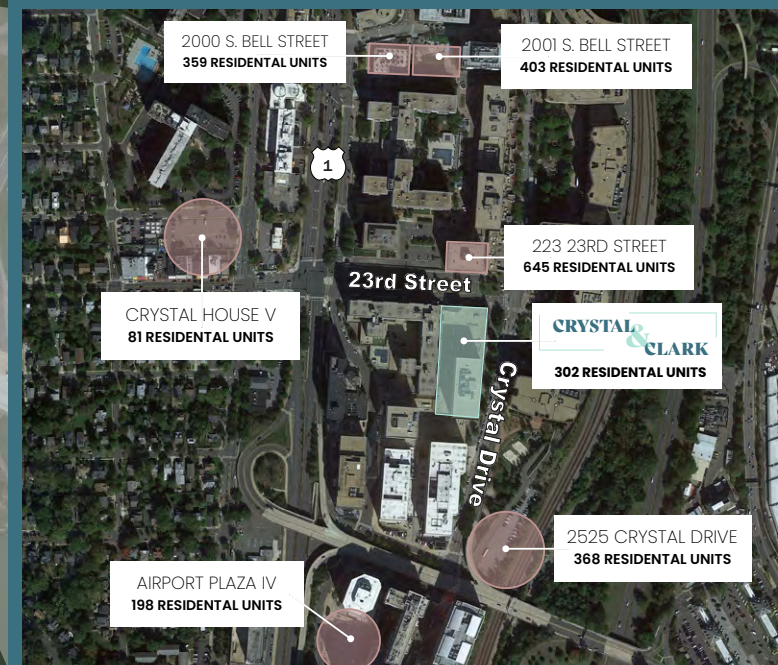 2000 S. BELL STREET
359 RESIDENTAL UNITS
2001 S. BELL STREET
403 RESIDENTAL UNITS
1
223 23RD STREET
645 RESIDENTAL UNITS
23rd Street
CRYSTAL HOUSE V
81 RESIDENTAL UNITS
CRYSTAL
&
CLARK
302 RESIDENTAL UNITS
Crystal Drive
2525 CRYSTAL DRIVE
368 RESIDENTAL UNITS
AIRPORT PLAZA IV
198 RESIDENTAL UNITS